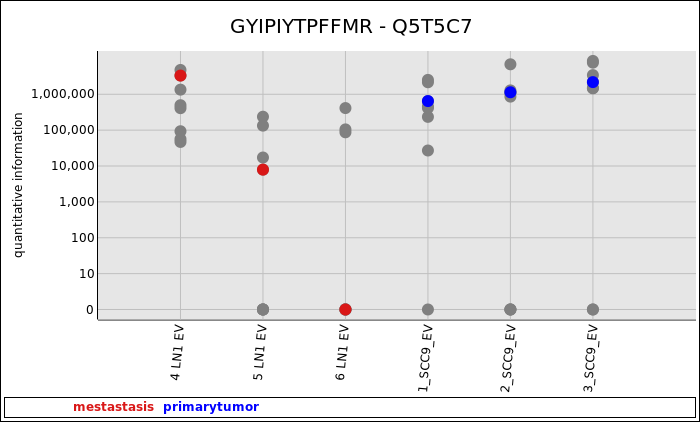 GYIPIYTPFFMR - Q5T5C7
quantitative information
1,000,000
100,000
10,000
1,000
100
10
0
4 LN1 EV
5 LN1 EV
6 LN1 EV
1_SCC9_EV
2_SCC9_EV
3_SCC9_EV
mestastasis primarytumor